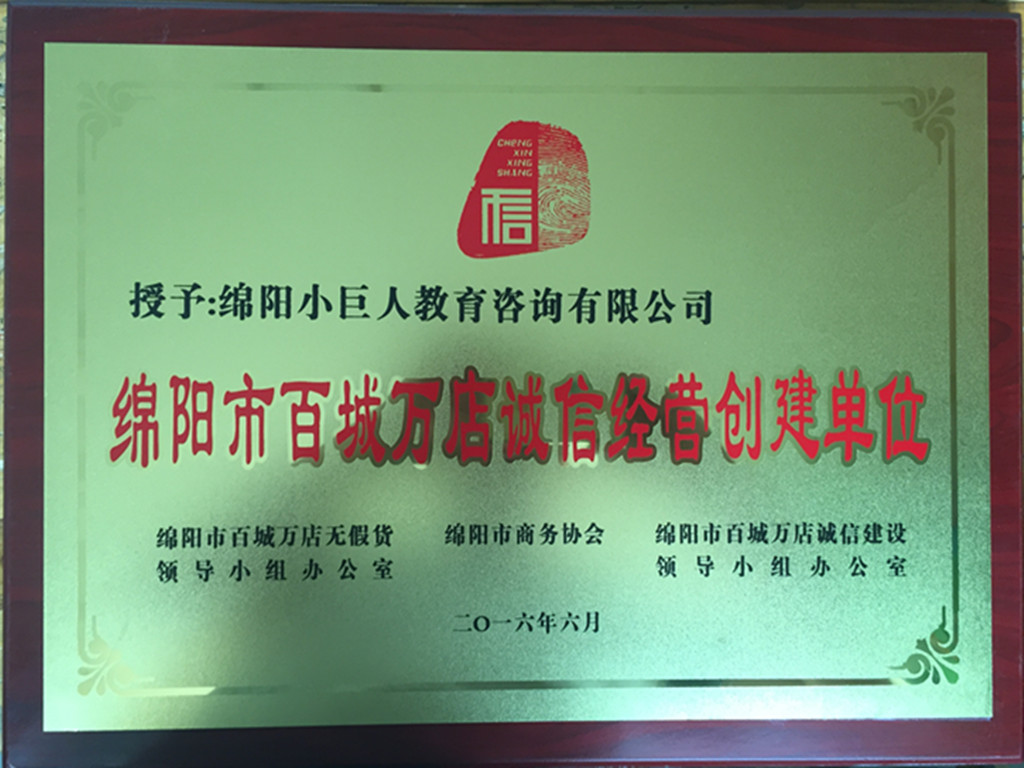 CHENG
XIN
XING
SHANG
信
授予:绵阳小巨人教育咨询有限公司
绵阳市百城万店诚信经营创建单位
绵阳市百城万店无假货
领导小组办公室
绵阳市商务协会
绵阳市百城万店诚信建设
领导小组办公室
二O一六年六月